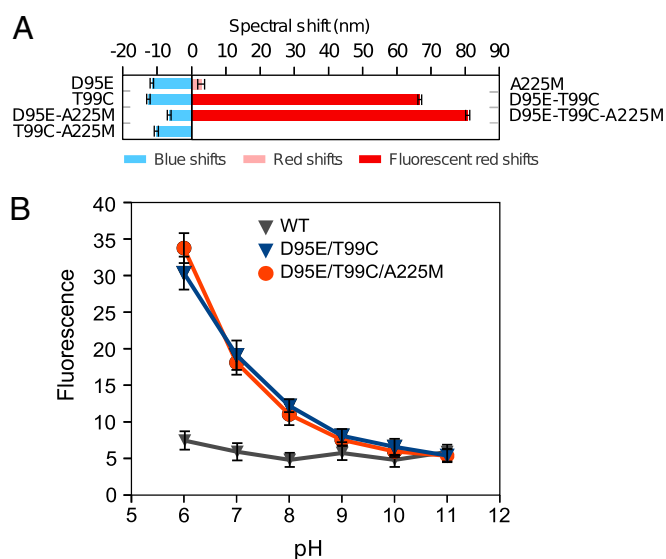 A
Spectral shift (nm)
-20 -10 0 10 20 30 40 50 60 70 80 90
D95E A225M
T99C D95E-T99C
D95E-A225M D95E-T99C-A225M
T99C-A225M
Blue shifts Red shifts Fluorescent red shifts
B
40
35
30
25
20
15
10
5
0
Fluorescence
WT
D95E/T99C
D95E/T99C/A225M
5 6 7 8 9 10 11 12
pH